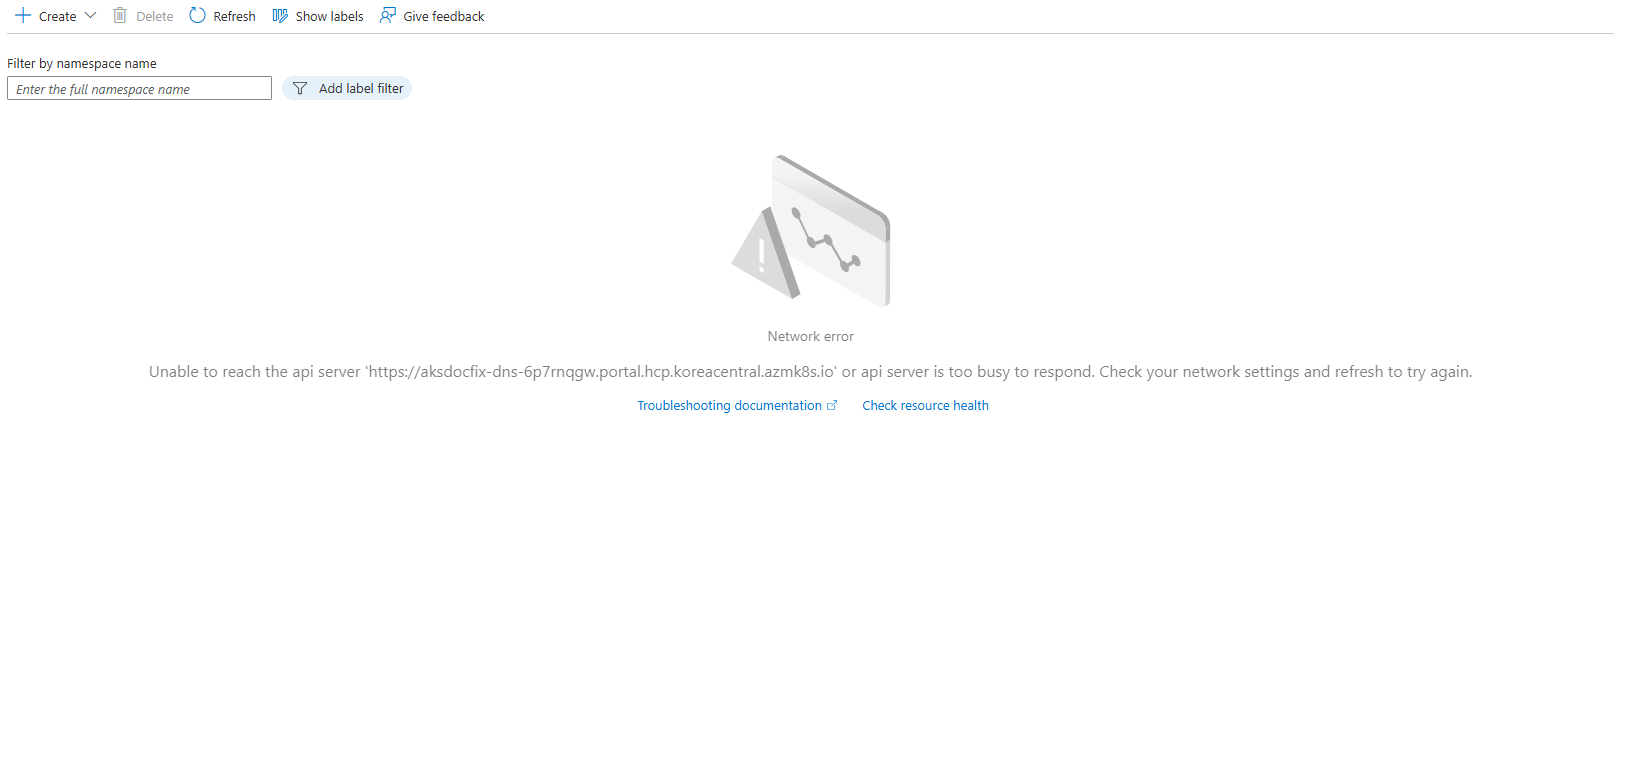 Create Delete Refresh Show labels Give feedback
Filter by namespace name
Enter the full namespace name Add label filter
Network error
Unable to reach the api server 'https://aksdocfix-dns-6p7rnqgw.portal.hcp.koreacentral.azmk8s.io' or api server is too busy to respond. Check your network settings and refresh to try again.
Troubleshooting documentation Check resource health